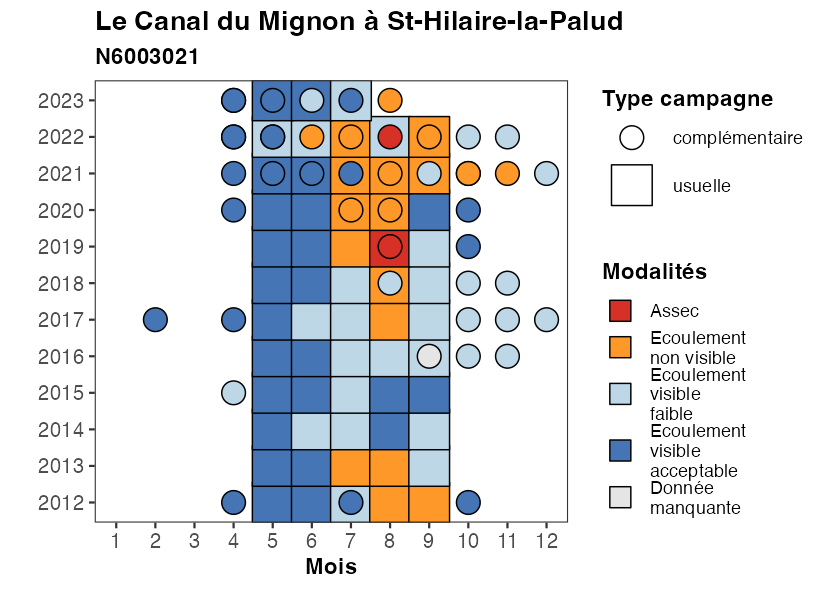 Le Canal du Mignon à St-Hilaire-la-Palud
N6003021
2023
2022
2021
2020
2019
2018
2017
2016
2015
2014
2013
2012
1 2 3 4 5 6 7 8 9 10 11 12
Mois
Type campagne
complémentaire
usuelle
Modalités
Assec
Ecoulement
non visible
Ecoulement
visible
faible
Ecoulement
visible
acceptable
Donnée
manquante